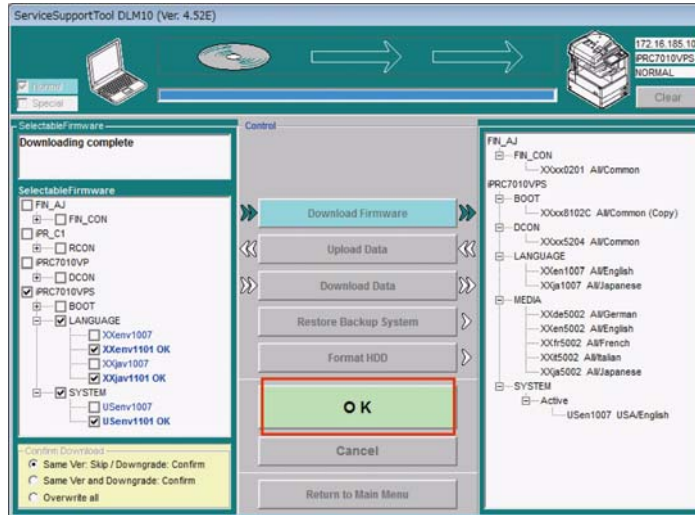 ServiceSupportTool DLM10 (Ver. 4.52E)
172.16.185.10
iPRC7010VPS
NORMAL
Normal
Special
Clear
SelectableFirmware
Downloading complete
SelectableFirmware
FIN_AJ
FIN_CON
iPR_C1
RCON
iPRC7010VP
DCON
iPRC7010VPS
BOOT
LANGUAGE
XXenv1007
XXenv1101 OK
XXjav1007
XXjav1101 OK
SYSTEM
USenv1007
USenv1101 OK
Confirm Download
Same Ver: Skip / Downgrade: Confirm
Same Ver and Downgrade: Confirm
Overwrite all
Control
Download Firmware
Upload Data
Download Data
Restore Backup System
Format HDD
OK
Cancel
Return to Main Menu
FIN_AJ
FIN_CON
XXxx0201 All/Common
iPRC7010VPS
BOOT
XXxx8102C All/Common (Copy)
DCON
XXxx5204 All/Common
LANGUAGE
XXen1007 All/English
XXja1007 All/Japanese
MEDIA
XXde5002 All/German
XXen5002 All/English
XXfr5002 All/French
XXit5002 All/Italian
XXja5002 All/Japanese
SYSTEM
Active
USen1007 USA/English